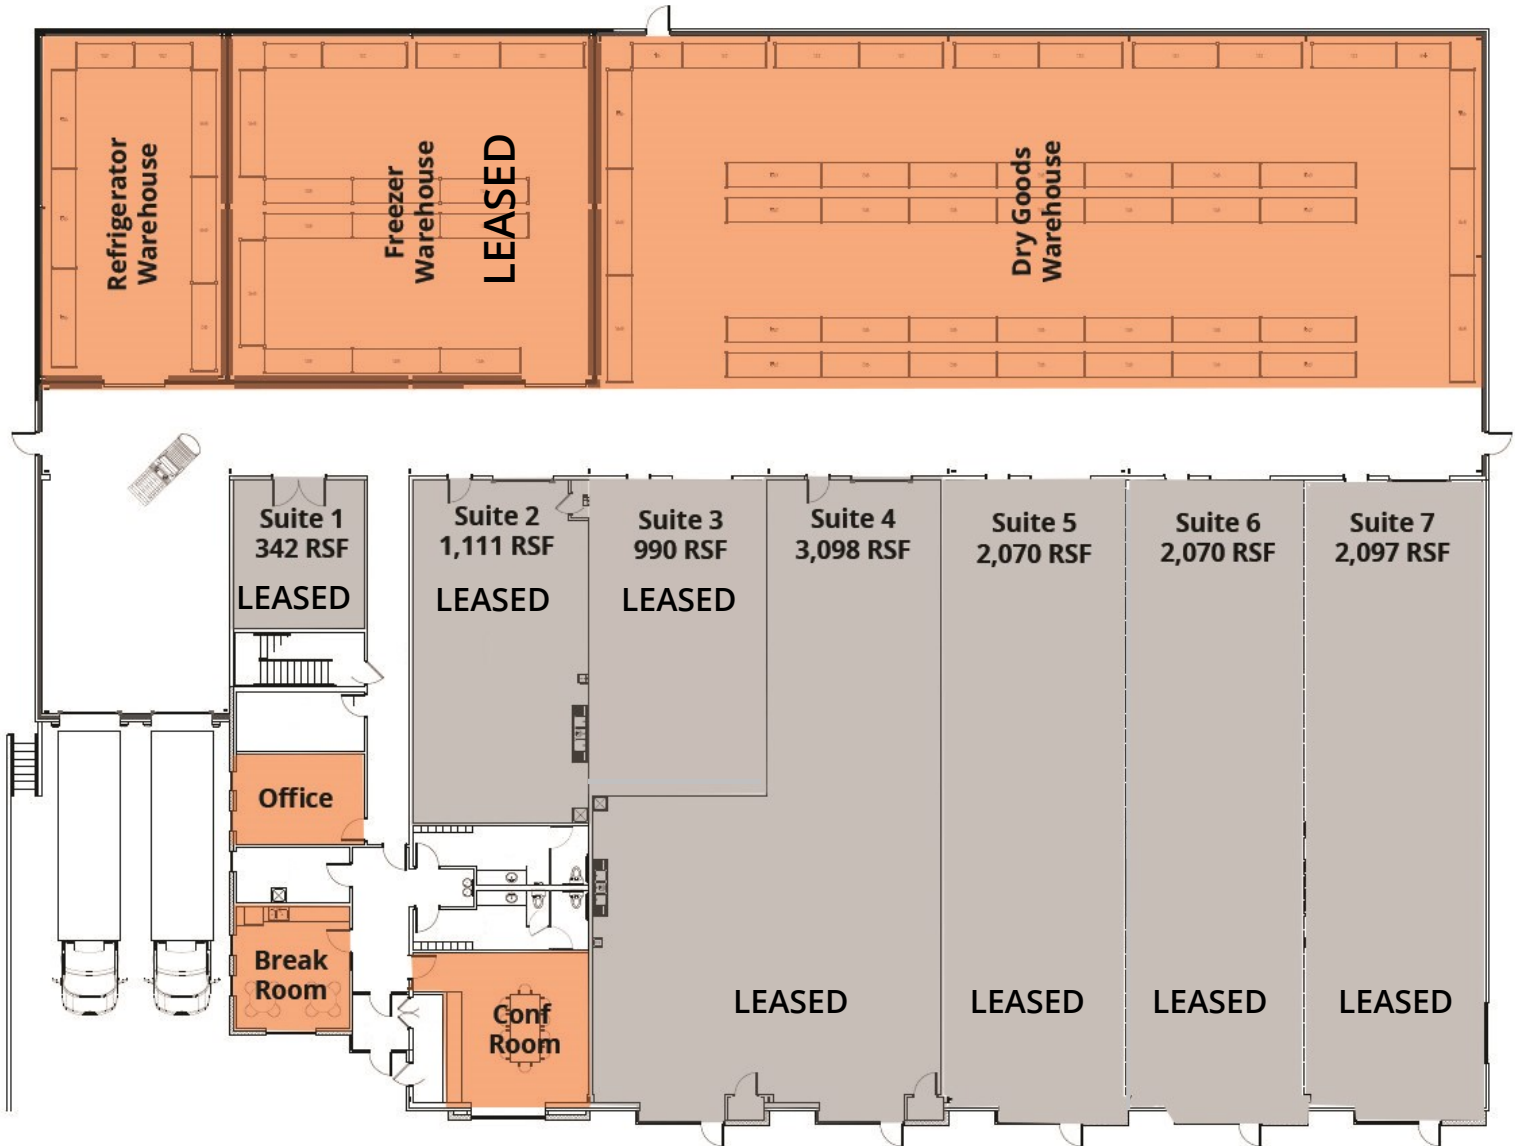 Refrigerator
Warehouse
Freezer
Warehouse
LEASED
Dry Goods
Warehouse
Suite 1
342 RSF
LEASED
Suite 2
1,111 RSF
LEASED
Suite 3
990 RSF
LEASED
Suite 4
3,098 RSF
LEASED
Suite 5
2,070 RSF
LEASED
Suite 6
2,070 RSF
LEASED
Suite 7
2,097 RSF
LEASED
Office
Break
Room
Conf
Room